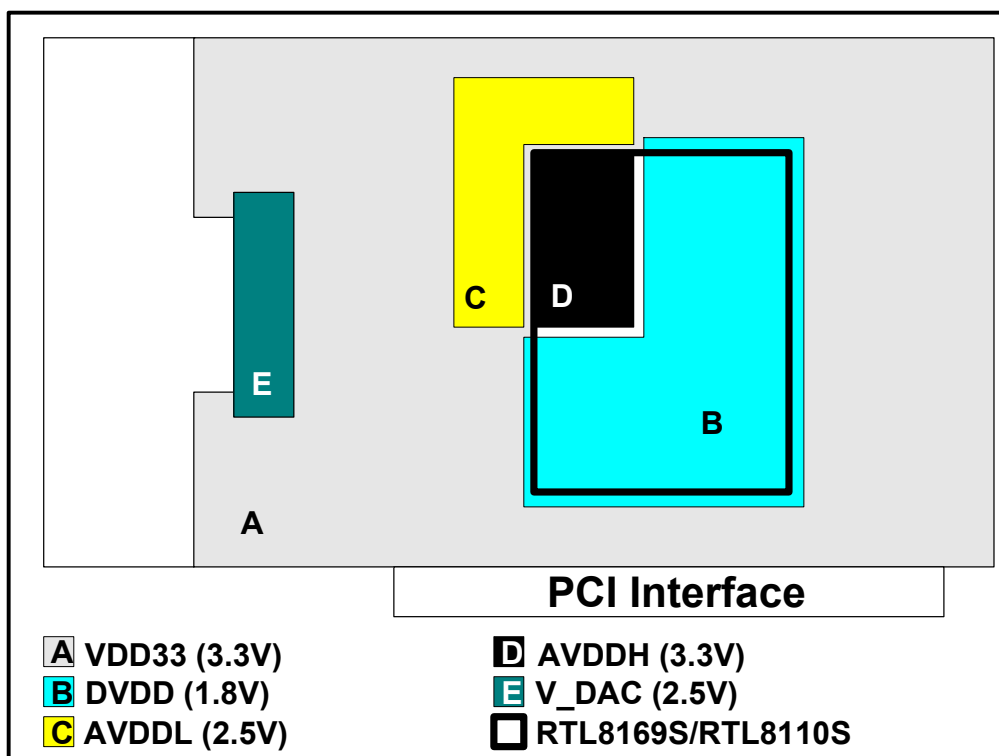 C
D
E
B
A
PCI Interface
A VDD33 (3.3V)
B DVDD (1.8V)
C AVDDL (2.5V)
D AVDDH (3.3V)
E V_DAC (2.5V)
RTL8169S/RTL8110S